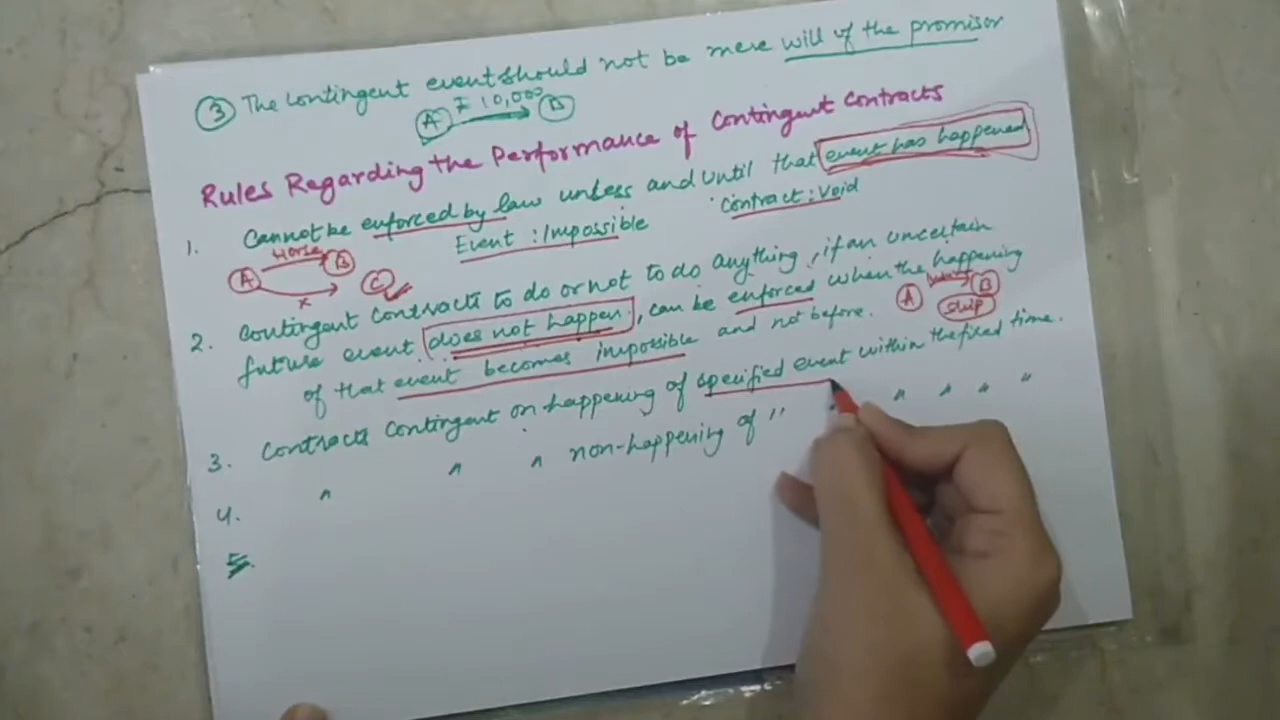 ③ The contingent event should not be mere will of the promisor
A ₹ 10,000 B
Rules Regarding the Performance of Contingent Contracts
1. Cannot be enforced by law unless and until that event has happened
Event : Impossible Contract : Void
Horse
A B
x C
2. Contingent Contracts to do or not to do anything, if an uncertain
future event does not happen, can be enforced when the happening
of that event becomes impossible and not before.
A B
Ship
3. Contracts Contingent on happening of specified event within the fixed time.
4. " " " non-happening of " " " " "
5.